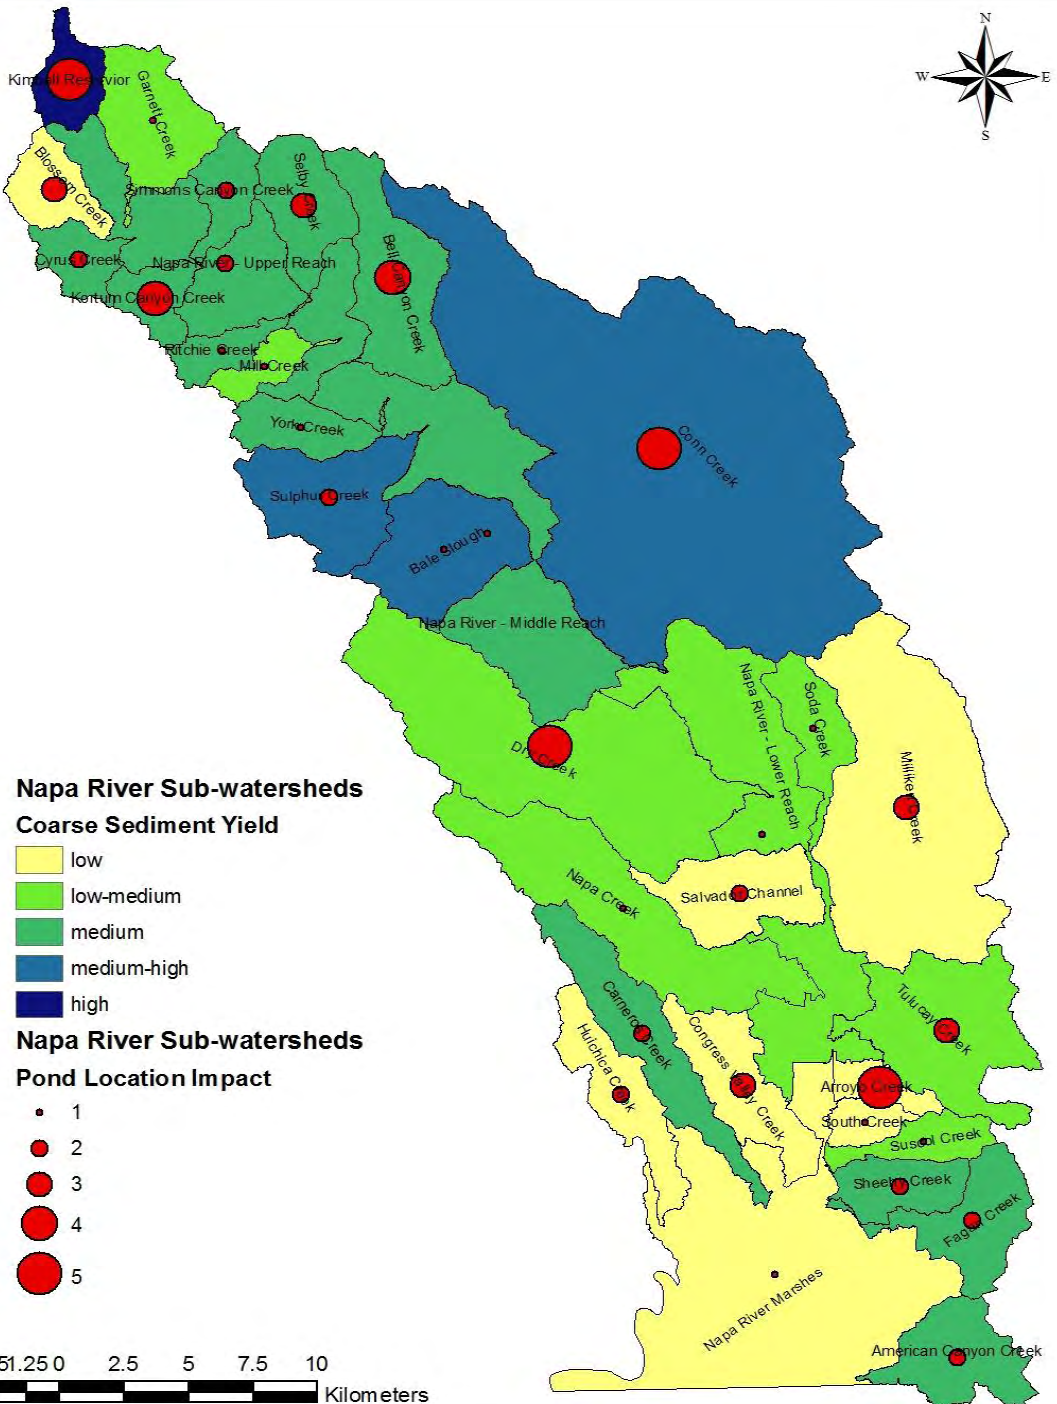 N
W
E
S
Kimball Reservior
Garnett Creek
Blossom Creek
Simmons Canyon Creek
Selby Creek
Cyrus Creek
Napa River - Upper Reach
Bell Canyon Creek
Kortum Canyon Creek
Ritchie Creek
Mill Creek
York Creek
Conn Creek
Sulphur Creek
Bale Slough
Napa River - Middle Reach
Napa River - Lower Reach
Soda Creek
Dry Creek
Milliken Creek
Napa Creek
Salvador Channel
Carneros Creek
Tulucay Creek
Huichica Creek
Congress Valley Creek
Arroyo Creek
South Creek
Suscol Creek
Sheehy Creek
Fagan Creek
Napa River Marshes
American Canyon Creek
Napa River Sub-watersheds
Coarse Sediment Yield
low
low-medium
medium
medium-high
high
Napa River Sub-watersheds
Pond Location Impact
1
2
3
4
5
51.25 0 2.5 5 7.5 10
Kilometers